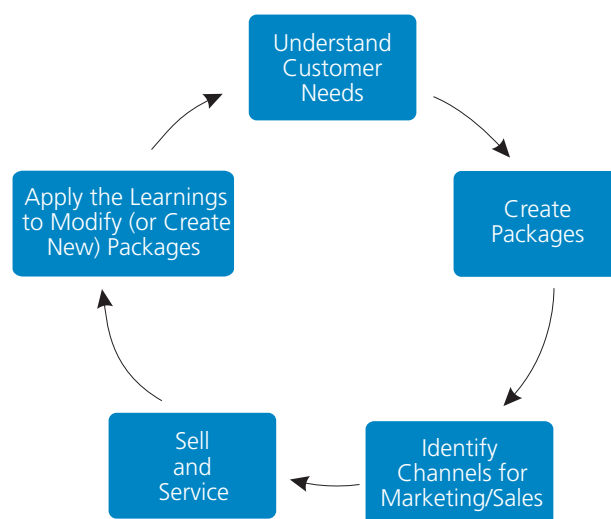 Understand
Customer
Needs
Create
Packages
Identify
Channels for
Marketing/Sales
Sell
and
Service
Apply the Learnings
to Modify (or Create
New) Packages